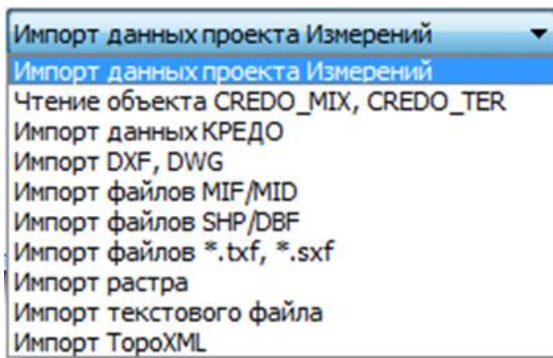 Импорт данных проекта Измерений
Импорт данных проекта Измерений
Чтение объекта CREDO_MIX, CREDO_TER
Импорт данных КРЕДО
Импорт DXF, DWG
Импорт файлов MIF/MID
Импорт файлов SHP/DBF
Импорт файлов *.txf, *.sxf
Импорт растра
Импорт текстового файла
Импорт TopoXML